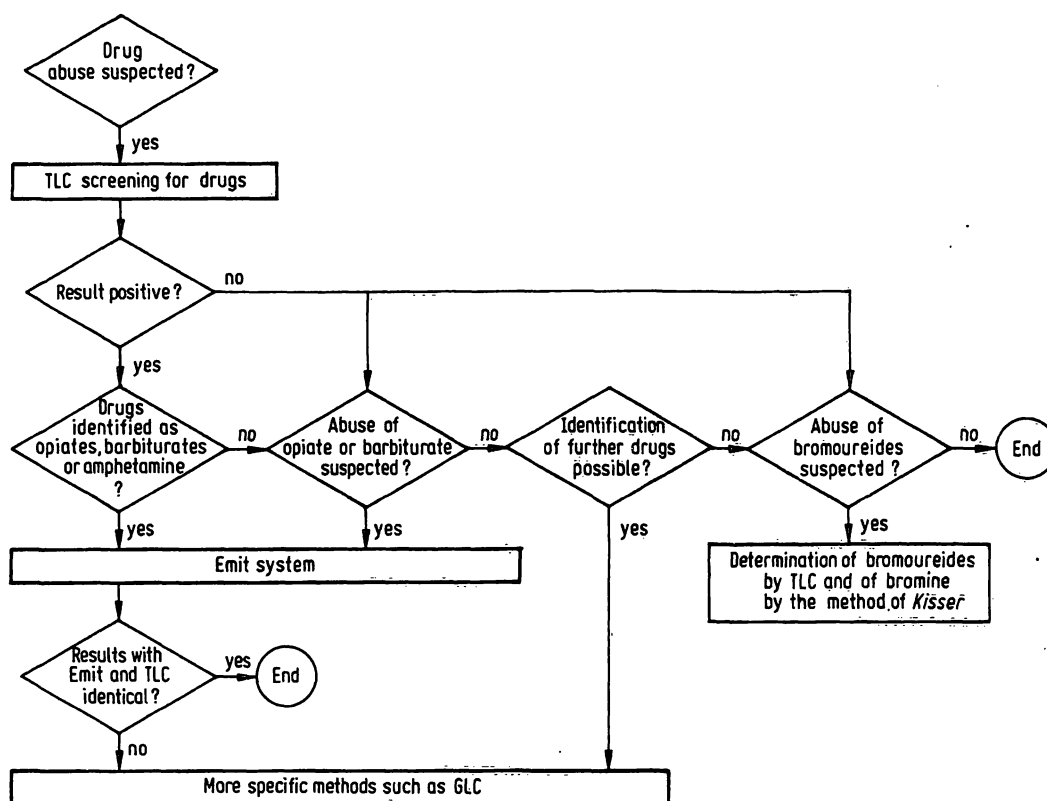 Drug
abuse suspected?
yes
TLC screening for drugs
Result positive?
no
yes
Drugs
identified as
opiates, barbiturates
or amphetamine
?
no
Abuse of
opiate or barbiturate
suspected?
no
Identification
of further drugs
possible?
no
Abuse of
bromoureides
suspected?
no
End
yes
yes
yes
yes
Emit system
Determination of bromoureides
by TLC and of bromine
by the method of Kisser
Results with
Emit and TLC
identical?
yes
End
no
More specific methods such as GLC